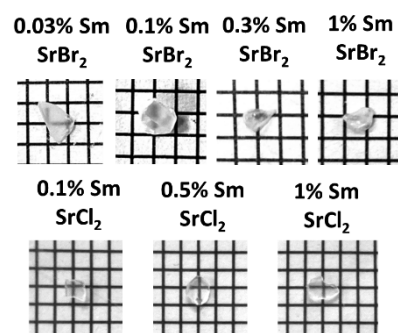 0.03% Sm 0.1% Sm 0.3% Sm 1% Sm
SrBr₂ SrBr₂ SrBr₂ SrBr₂
0.1% Sm 0.5% Sm 1% Sm
SrCl₂ SrCl₂ SrCl₂